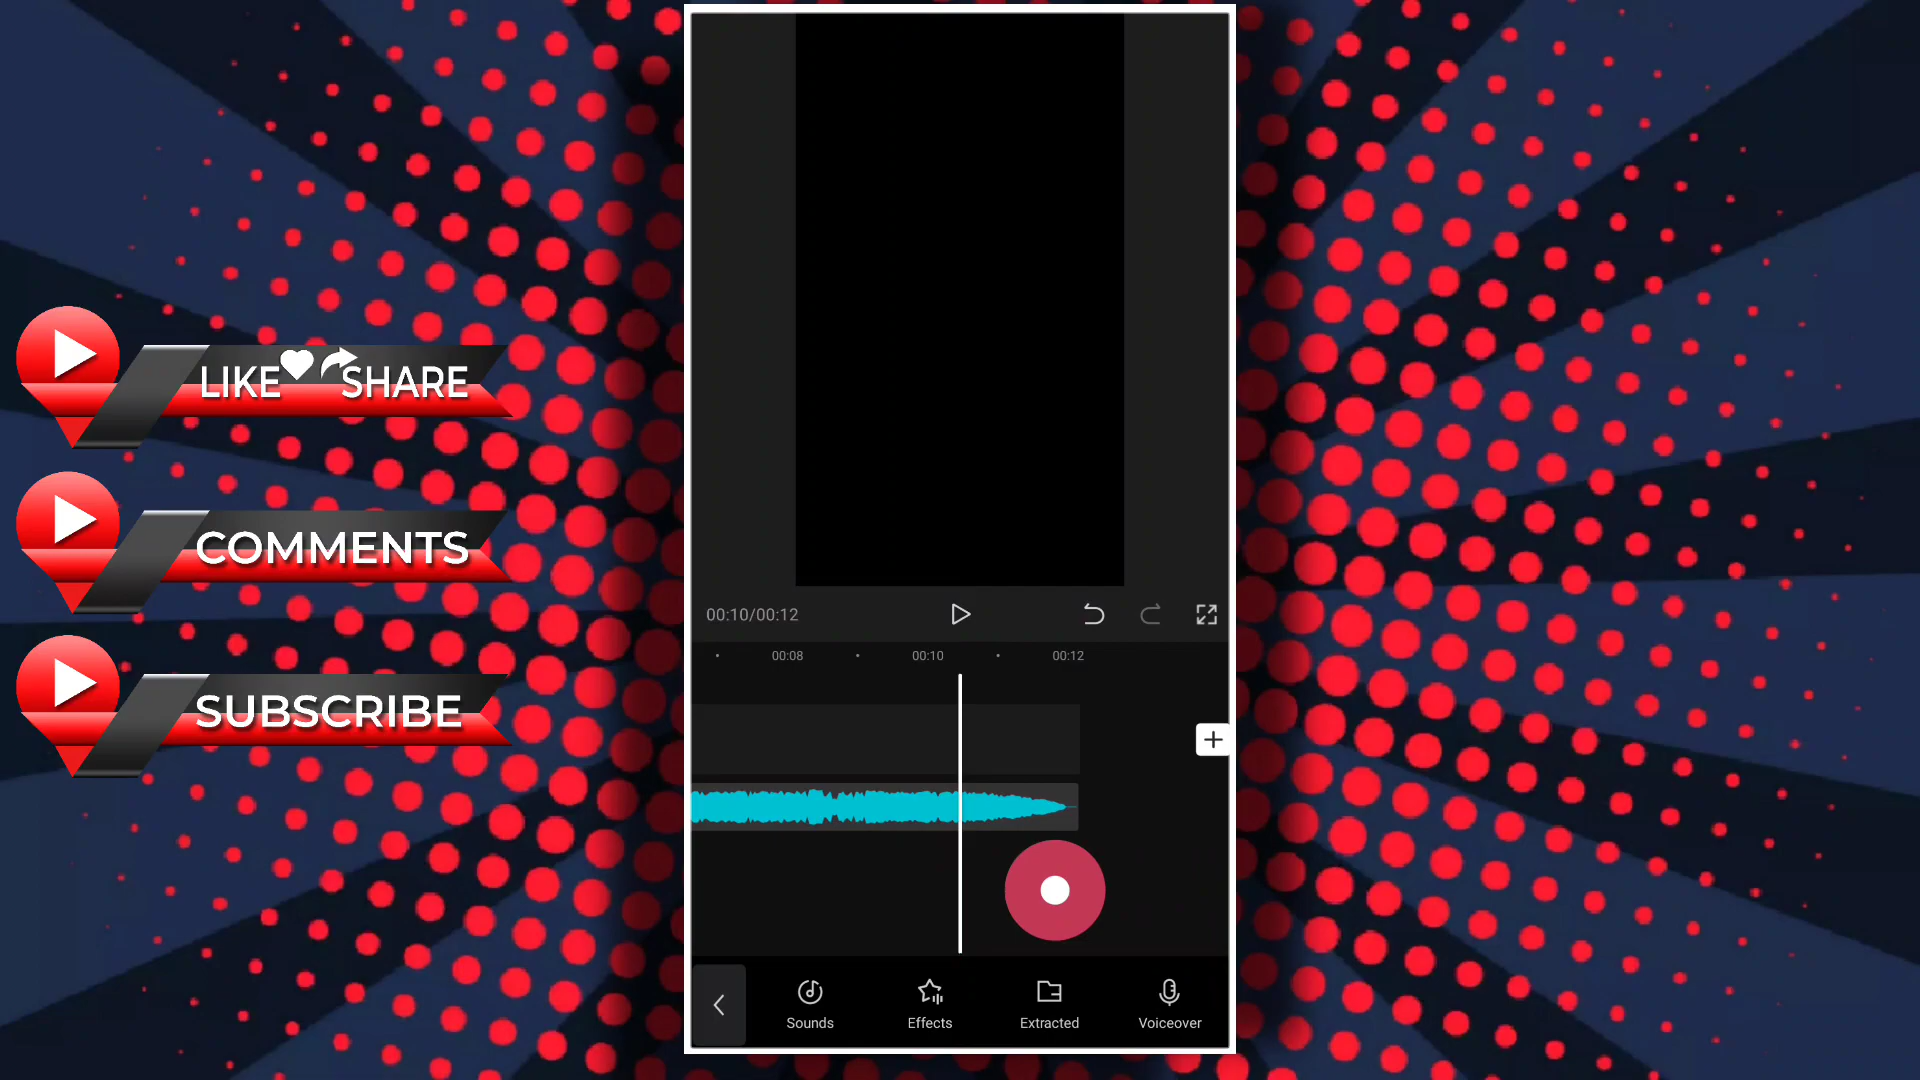 LIKE SHARE
COMMENTS
SUBSCRIBE
00:10/00:12
00:08 00:10 00:12
Sounds Effects Extracted Voiceover